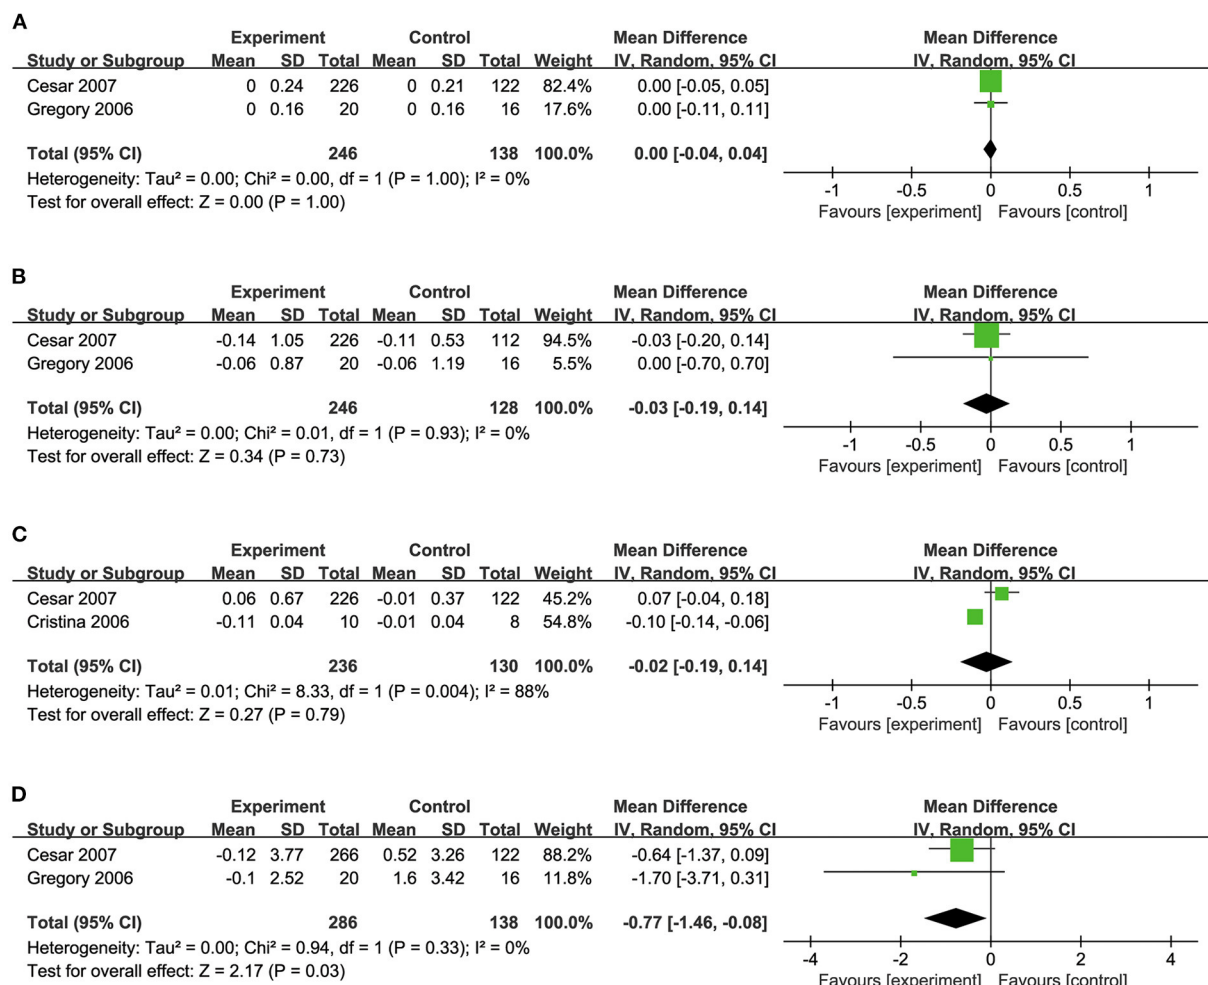 A
Experiment Control Mean Difference Mean Difference
Study or Subgroup Mean SD Total Mean SD Total Weight IV, Random, 95% CI IV, Random, 95% CI
Cesar 2007 0 0.24 226 0 0.21 122 82.4% 0.00 [-0.05, 0.05]
Gregory 2006 0 0.16 20 0 0.16 16 17.6% 0.00 [-0.11, 0.11]
Total (95% CI) 246 138 100.0% 0.00 [-0.04, 0.04]
Heterogeneity: Tau² = 0.00; Chi² = 0.00, df = 1 (P = 1.00); I² = 0%
Test for overall effect: Z = 0.00 (P = 1.00)
-1 -0.5 0 0.5 1
Favours [experiment] Favours [control]
B
Experiment Control Mean Difference Mean Difference
Study or Subgroup Mean SD Total Mean SD Total Weight IV, Random, 95% CI IV, Random, 95% CI
Cesar 2007 -0.14 1.05 226 -0.11 0.53 112 94.5% -0.03 [-0.20, 0.14]
Gregory 2006 -0.06 0.87 20 -0.06 1.19 16 5.5% 0.00 [-0.70, 0.70]
Total (95% CI) 246 128 100.0% -0.03 [-0.19, 0.14]
Heterogeneity: Tau² = 0.00; Chi² = 0.01, df = 1 (P = 0.93); I² = 0%
Test for overall effect: Z = 0.34 (P = 0.73)
-1 -0.5 0 0.5 1
Favours [experiment] Favours [control]
C
Experiment Control Mean Difference Mean Difference
Study or Subgroup Mean SD Total Mean SD Total Weight IV, Random, 95% CI IV, Random, 95% CI
Cesar 2007 0.06 0.67 226 -0.01 0.37 122 45.2% 0.07 [-0.04, 0.18]
Cristina 2006 -0.11 0.04 10 -0.01 0.04 8 54.8% -0.10 [-0.14, -0.06]
Total (95% CI) 236 130 100.0% -0.02 [-0.19, 0.14]
Heterogeneity: Tau² = 0.01; Chi² = 8.33, df = 1 (P = 0.004); I² = 88%
Test for overall effect: Z = 0.27 (P = 0.79)
-1 -0.5 0 0.5 1
Favours [experiment] Favours [control]
D
Experiment Control Mean Difference Mean Difference
Study or Subgroup Mean SD Total Mean SD Total Weight IV, Random, 95% CI IV, Random, 95% CI
Cesar 2007 -0.12 3.77 266 0.52 3.26 122 88.2% -0.64 [-1.37, 0.09]
Gregory 2006 -0.1 2.52 20 1.6 3.42 16 11.8% -1.70 [-3.71, 0.31]
Total (95% CI) 286 138 100.0% -0.77 [-1.46, -0.08]
Heterogeneity: Tau² = 0.00; Chi² = 0.94, df = 1 (P = 0.33); I² = 0%
Test for overall effect: Z = 2.17 (P = 0.03)
-4 -2 0 2 4
Favours [experiment] Favours [control]